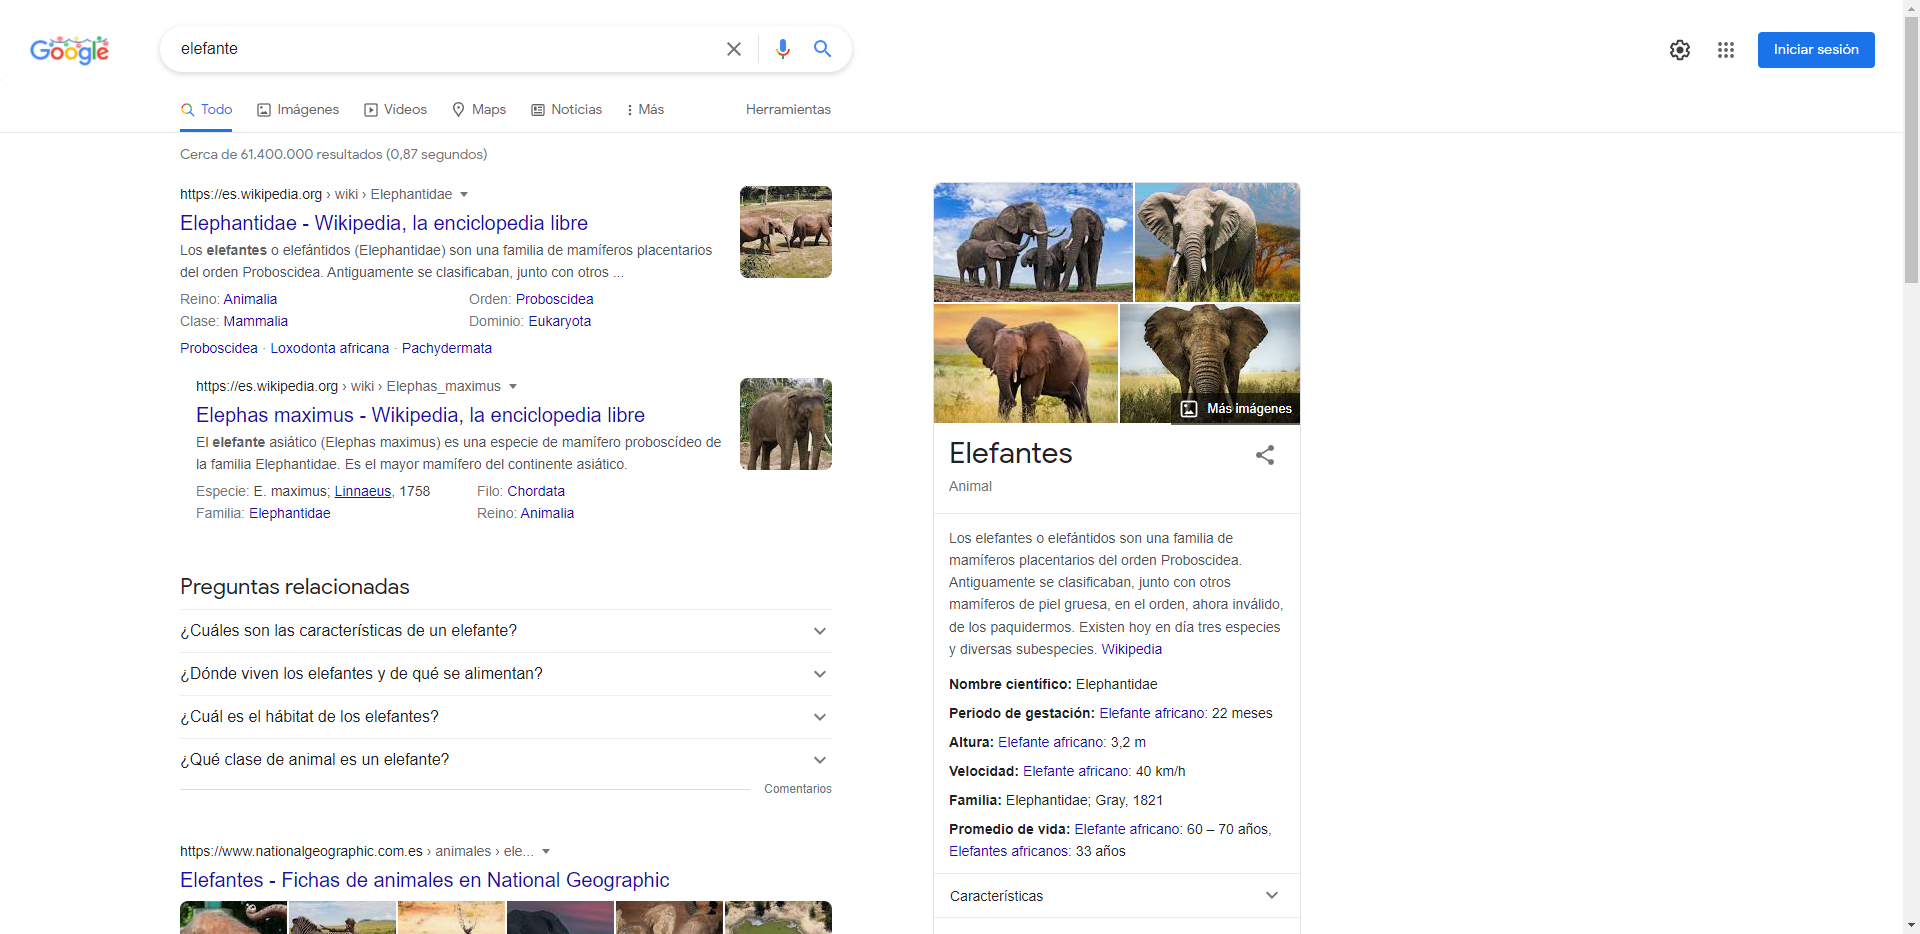 Google
elefante
Iniciar sesión
Todo
Imágenes
Vídeos
Maps
Noticias
Más
Herramientas
Cerca de 61.400.000 resultados (0,87 segundos)
https://es.wikipedia.org › wiki › Elephantidae
Elephantidae - Wikipedia, la enciclopedia libre
Los elefantes o elefántidos (Elephantidae) son una familia de mamíferos placentarios
del orden Proboscidea. Antiguamente se clasificaban, junto con otros ...
Reino: Animalia
Orden: Proboscidea
Clase: Mammalia
Dominio: Eukaryota
Proboscidea · Loxodonta africana · Pachydermata
https://es.wikipedia.org › wiki › Elephas_maximus
Elephas maximus - Wikipedia, la enciclopedia libre
El elefante asiático (Elephas maximus) es una especie de mamífero proboscídeo de
la familia Elephantidae. Es el mayor mamífero del continente asiático.
Especie: E. maximus; Linnaeus, 1758
Filo: Chordata
Familia: Elephantidae
Reino: Animalia
Preguntas relacionadas
¿Cuáles son las características de un elefante?
¿Dónde viven los elefantes y de qué se alimentan?
¿Cuál es el hábitat de los elefantes?
¿Qué clase de animal es un elefante?
Comentarios
https://www.nationalgeographic.com.es › animales › ele...
Elefantes - Fichas de animales en National Geographic
Más imágenes
Elefantes
Animal
Los elefantes o elefántidos son una familia de
mamíferos placentarios del orden Proboscidea.
Antiguamente se clasificaban, junto con otros
mamíferos de piel gruesa, en el orden, ahora inválido,
de los paquidermos. Existen hoy en día tres especies
y diversas subespecies. Wikipedia
Nombre científico: Elephantidae
Periodo de gestación: Elefante africano: 22 meses
Altura: Elefante africano: 3,2 m
Velocidad: Elefante africano: 40 km/h
Familia: Elephantidae; Gray, 1821
Promedio de vida: Elefante africano: 60 – 70 años,
Elefantes africanos: 33 años
Características